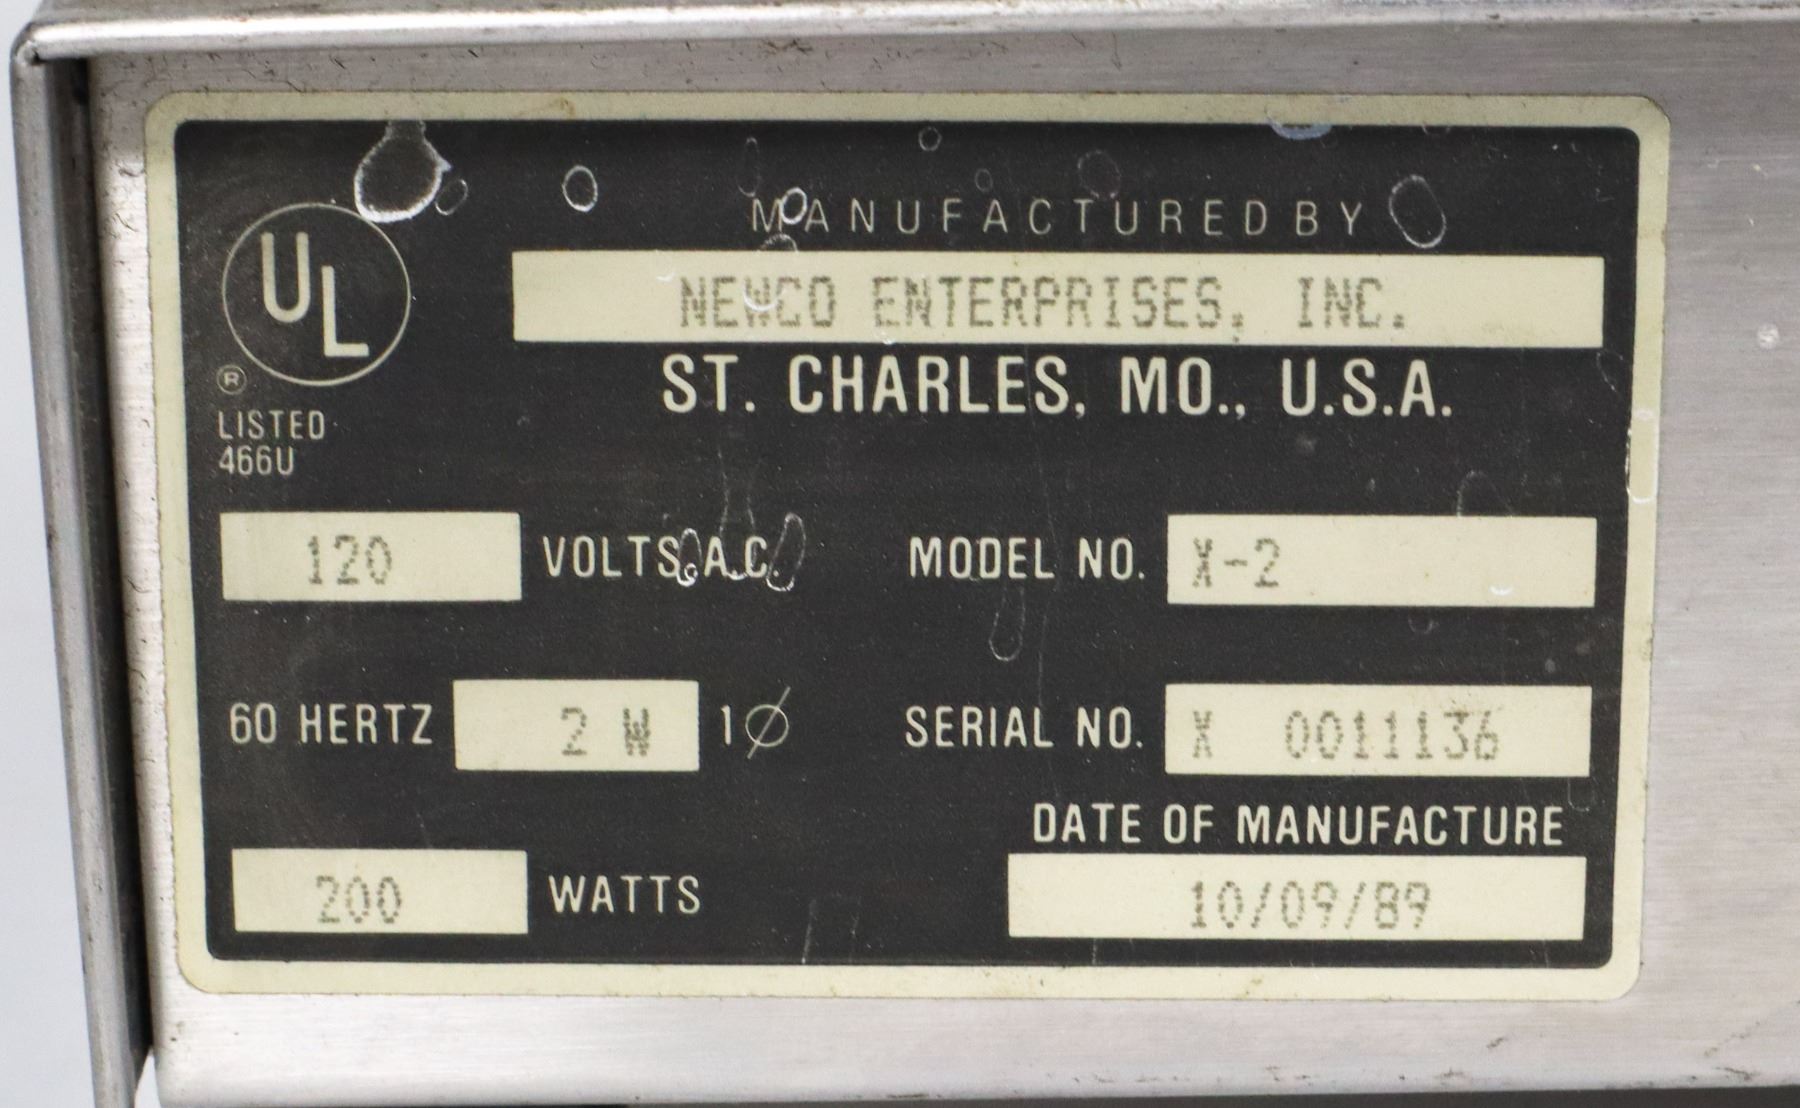 UL
®
LISTED
466U
MANUFACTURED BY
NEWCO ENTERPRISES, INC.
ST. CHARLES, MO., U.S.A.
120 VOLTS A.C.
MODEL NO. X-2
60 HERTZ 2 W 1Ø
SERIAL NO. X 0011136
200 WATTS
DATE OF MANUFACTURE
10/09/89